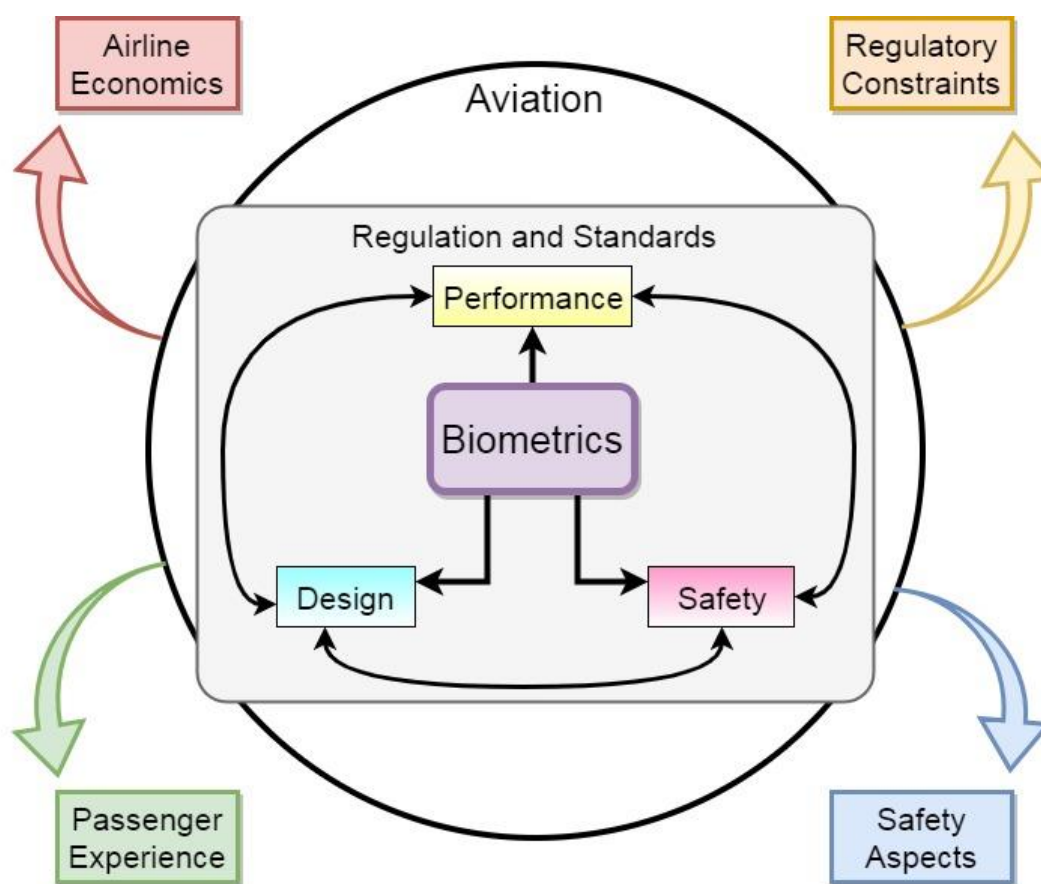 Airline
Economics
Regulatory
Constraints
Aviation
Regulation and Standards
Performance
Biometrics
Design
Safety
Passenger
Experience
Safety
Aspects